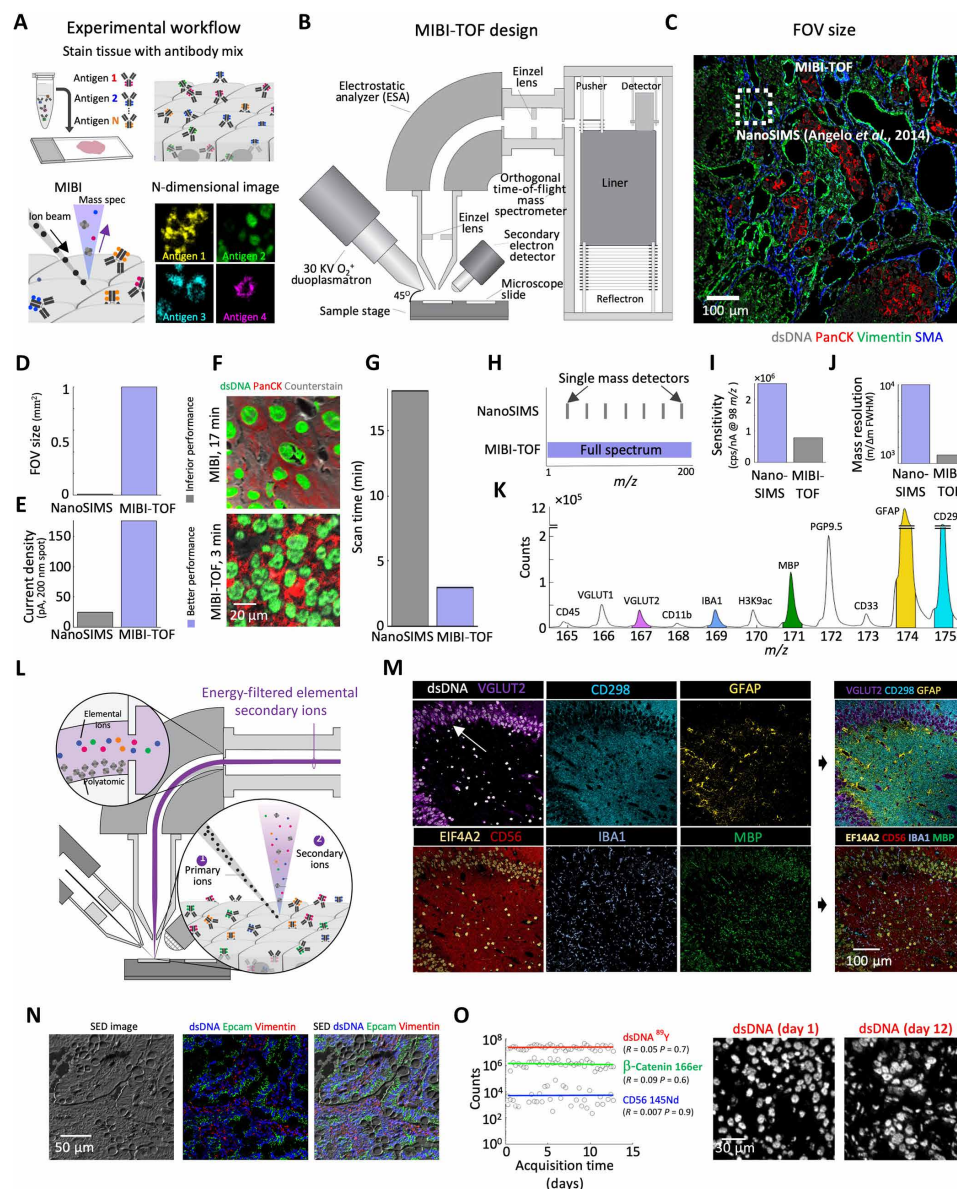 A
Experimental workflow
Stain tissue with antibody mix
Antigen 1
Antigen 2
Antigen N
MIBI
Mass spec
Ion beam
N-dimensional image
Antigen 1
Antigen 2
Antigen 3
Antigen 4
B
MIBI-TOF design
Electrostatic
analyzer (ESA)
Einzel
lens
Pusher
Detector
Orthogonal
time-of-flight
mass
spectrometer
Liner
Einzel
lens
Secondary
electron
detector
30 KV O₂⁺
duoplasmatron
45°
Microscope
slide
Sample stage
Reflectron
C
FOV size
MIBI-TOF
NanoSIMS (Angelo et al., 2014)
100 μm
dsDNA PanCK Vimentin SMA
D
FOV size (mm²)
1
0.5
0
NanoSIMS MIBI-TOF
E
Current density
(pA, 200 nm spot)
150
100
50
0
NanoSIMS MIBI-TOF
Inferior performance
Better performance
F
dsDNA PanCK Counterstain
MIBI, 17 min
MIBI-TOF, 3 min
20 μm
G
Scan time (min)
15
10
5
0
NanoSIMS MIBI-TOF
H
Single mass detectors
NanoSIMS
MIBI-TOF
Full spectrum
1
200
m/z
I
Sensitivity
(cps/nA @ 98 m/z)
×10⁶
2
1
0
Nano-
SIMS
MIBI-
TOF
J
Mass resolution
(m/Δm FWHM)
10⁴
10³
Nano-
SIMS
MIB
TO
K
×10⁵
Counts
12
2
1
0
CD45
VGLUT1
VGLUT2
CD11b
IBA1
H3K9ac
MBP
PGP9.5
CD33
GFAP
CD29
165 166 167 168 169 170 171 172 173 174 175
m/z
L
Energy-filtered elemental
secondary ions
Elemental
ions
Polyatomic
1
Primary
ions
2
Secondary
ions
M
dsDNA VGLUT2
CD298
GFAP
VGLUT2 CD298 GFAP
EIF4A2 CD56
IBA1
MBP
EF14A2 CD56 IBA1 MBP
100 μm
N
SED image
dsDNA Epcam Vimentin
SED dsDNA Epcam Vimentin
50 μm
O
Counts
10⁸
10⁶
10⁴
10²
10⁰
0 5 10 15
Acquisition time
(days)
dsDNA ⁸⁹Y
(R = 0.05 P = 0.7)
β-Catenin 166er
(R = 0.09 P = 0.6)
CD56 145Nd
(R = 0.007 P = 0.9)
dsDNA (day 1)
dsDNA (day 12)
30 μm